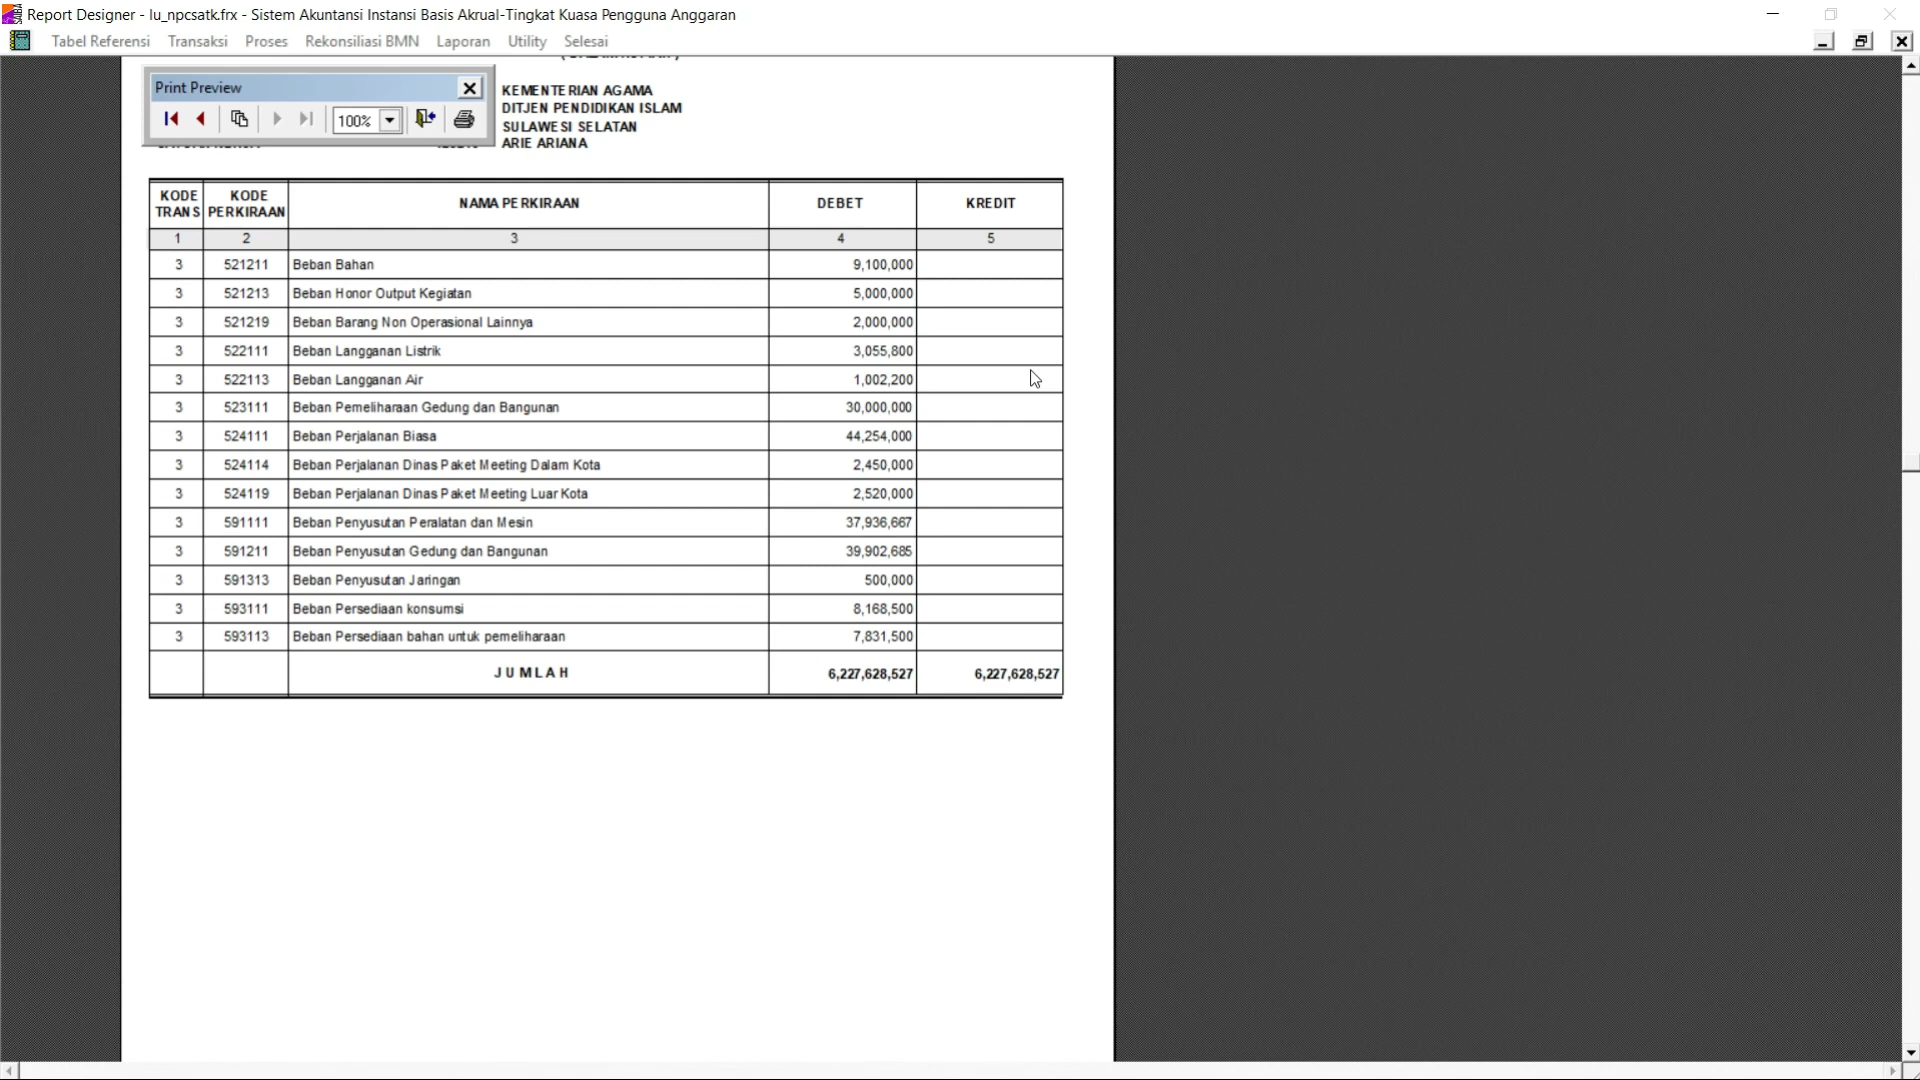 Report Designer - lu_npcsatk.frx - Sistem Akuntansi Instansi Basis Akrual-Tingkat Kuasa Pengguna Anggaran
Tabel Referensi Transaksi Proses Rekonsiliasi BMN Laporan Utility Selesai
Print Preview
100%
KEMENTERIAN AGAMA
DITJEN PENDIDIKAN ISLAM
SULAWESI SELATAN
ARIE ARIANA
KODE TRANS KODE PERKIRAAN NAMA PERKIRAAN DEBET KREDIT
1 2 3 4 5
3 521211 Beban Bahan 9,100,000
3 521213 Beban Honor Output Kegiatan 5,000,000
3 521219 Beban Barang Non Operasional Lainnya 2,000,000
3 522111 Beban Langganan Listrik 3,055,800
3 522113 Beban Langganan Air 1,002,200
3 523111 Beban Pemeliharaan Gedung dan Bangunan 30,000,000
3 524111 Beban Perjalanan Biasa 44,254,000
3 524114 Beban Perjalanan Dinas Paket Meeting Dalam Kota 2,450,000
3 524119 Beban Perjalanan Dinas Paket Meeting Luar Kota 2,520,000
3 591111 Beban Penyusutan Peralatan dan Mesin 37,936,667
3 591211 Beban Penyusutan Gedung dan Bangunan 39,902,685
3 591313 Beban Penyusutan Jaringan 500,000
3 593111 Beban Persediaan konsumsi 8,168,500
3 593113 Beban Persediaan bahan untuk pemeliharaan 7,831,500
J U M L A H 6,227,628,527 6,227,628,527